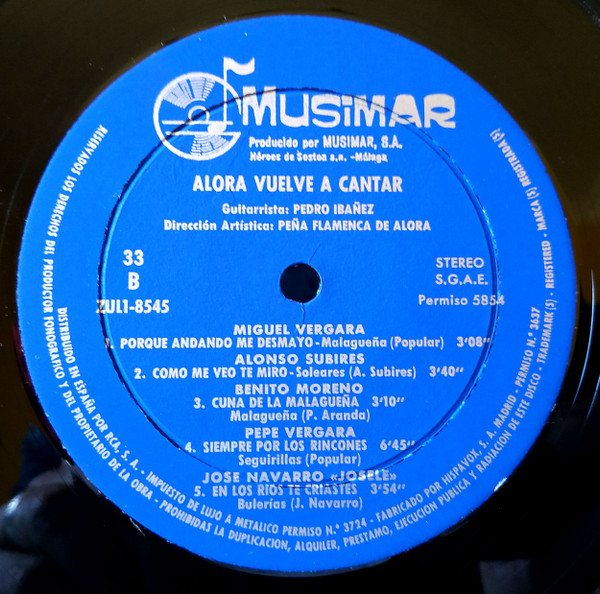 MUSiMAR
Producido por MUSIMAR, S.A.
Héroes de Sostoa s.n. -Málaga
ALORA VUELVE A CANTAR
Guitarrista: PEDRO IBAÑEZ
Dirección Artística: PEÑA FLAMENCA DE ALORA
33
B
ZUL1-8545
STEREO
S.G.A.E.
Permiso 5854
MIGUEL VERGARA
1. PORQUE ANDANDO ME DESMAYO - Malagueña (Popular) 3'08"
ALONSO SUBIRES
2. COMO ME VEO TE MIRO - Soleares (A. Subires) 3'40"
BENITO MORENO
3. CUNA DE LA MALAGUEÑA 3'10"
Malagueña (P. Aranda)
PEPE VERGARA
4. SIEMPRE POR LOS RINCONES 6'45"
Seguirillas (Popular)
JOSE NAVARRO «JOSELE»
5. EN LOS RIOS TE CRIASTES 3'54"
Bulerías (J. Navarro)
RESERVADOS LOS DERECHOS DEL PRODUCTOR FONOGRAFICO Y DEL PROPIETARIO DE LA OBRA - PROHIBIDAS LA DUPLICACION, ALQUILER, PRESTAMO, EJECUCION PUBLICA Y RADIACION DE ESTE DISCO - TRADEMARK (S) - REGISTERED - MARCA (S) REGISTRADA (S)
DISTRIBUIDO EN ESPAÑA POR RCA, S. A. - IMPUESTO DE LUJO A METALICO PERMISO N.º 3724 - FABRICADO POR HISPAVOX, S. A. MADRID - PERMISO N.º 3637